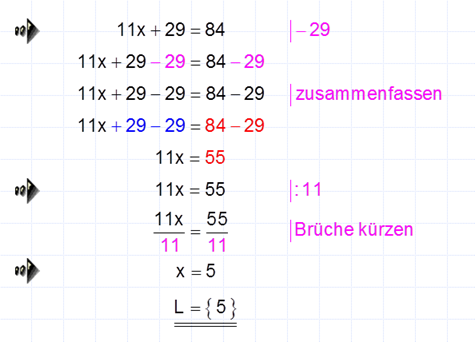 11x + 29 = 84 |− 29
11x + 29 − 29 = 84 − 29
11x + 29 − 29 = 84 − 29 |zusammenfassen
11x + 29 − 29 = 84 − 29
11x = 55
11x = 55 |: 11
11x/11 = 55/11 |Brüche kürzen
x = 5
L = { 5 }